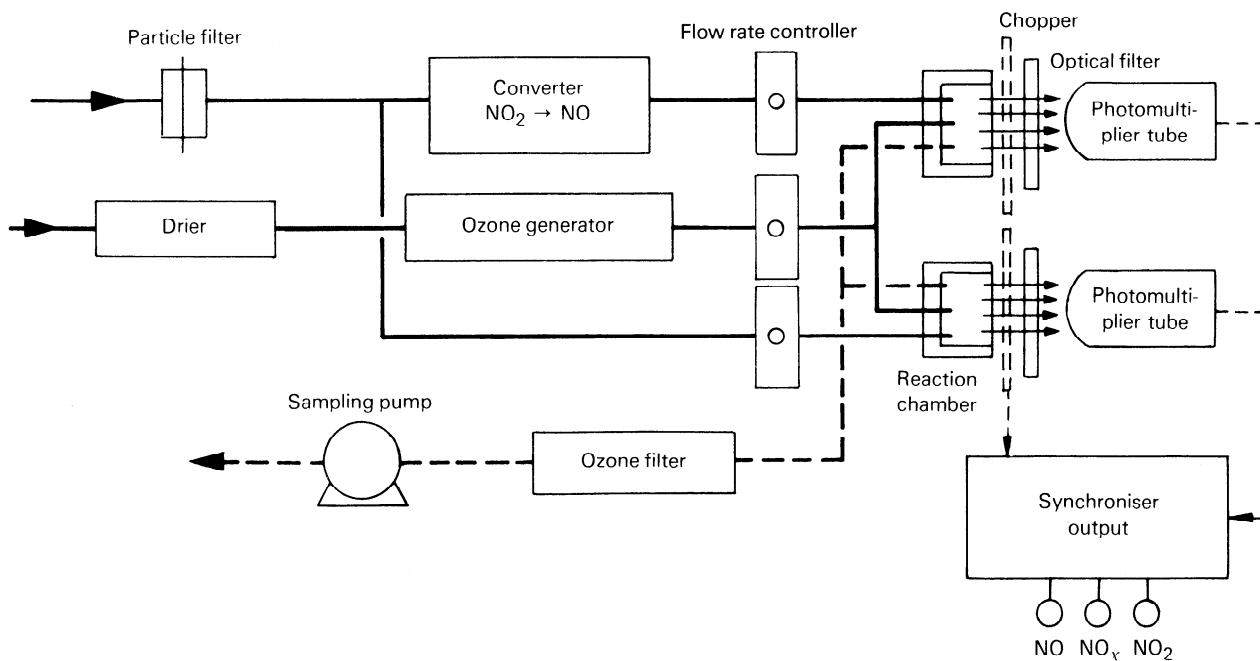 Chopper
Particle filter
Flow rate controller
Optical filter
Converter
NO₂ → NO
Photomulti-
plier tube
Drier
Ozone generator
Photomulti-
plier tube
Reaction
chamber
Sampling pump
Ozone filter
Synchroniser
output
NO NOₓ NO₂